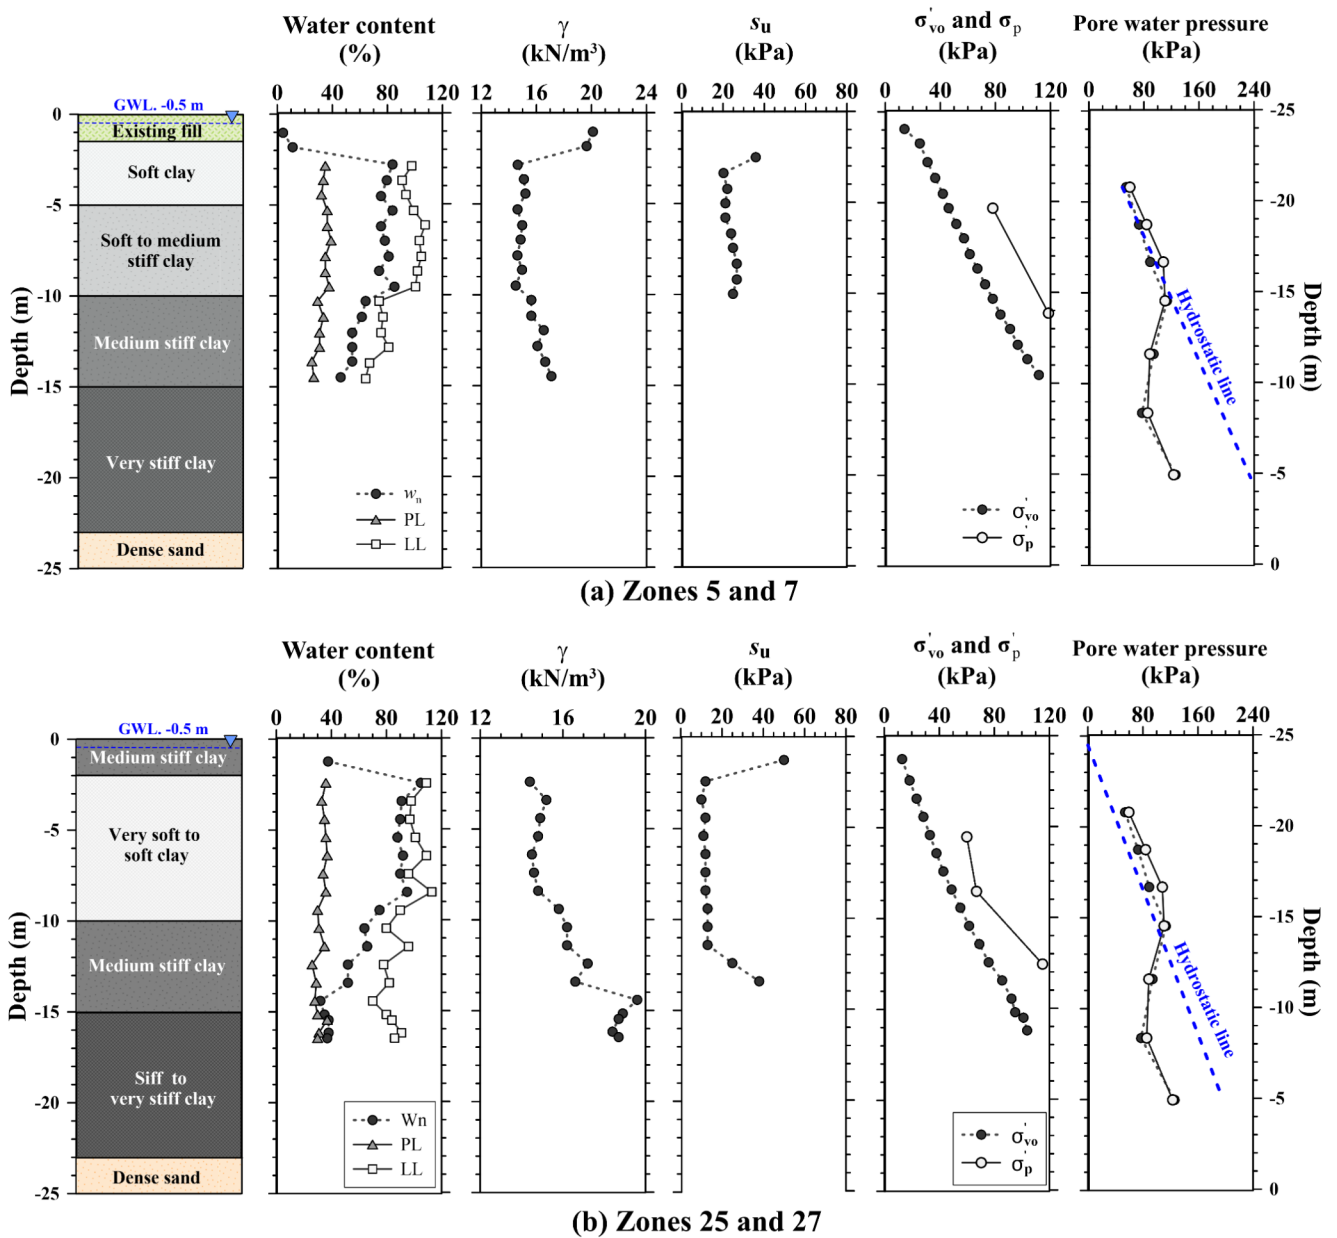 Water content
(%)
γ
(kN/m³)
su
(kPa)
σ'vo and σp
(kPa)
Pore water pressure
(kPa)
GWL. -0.5 m
0 40 80 120
12 16 20 24
0 20 40 60 80
0 40 80 120
0 80 160 240
0
-5
-10
-15
-20
-25
Depth (m)
Existing fill
Soft clay
Soft to medium
stiff clay
Medium stiff clay
Very stiff clay
Dense sand
wn
PL
LL
σ'vo
σ'p
Hydrostatic line
-25
-20
-15
-10
-5
0
Depth (m)
(a) Zones 5 and 7
Water content
(%)
γ
(kN/m³)
su
(kPa)
σ'vo and σ'p
(kPa)
Pore water pressure
(kPa)
GWL. -0.5 m
0 40 80 120
12 16 20
0 20 40 60 80
0 40 80 120
0 80 160 240
0
-5
-10
-15
-20
-25
Depth (m)
Medium stiff clay
Very soft to
soft clay
Medium stiff clay
Siff to
very stiff clay
Dense sand
Wn
PL
LL
σ'vo
σ'p
Hydrostatic line
-25
-20
-15
-10
-5
0
Depth (m)
(b) Zones 25 and 27